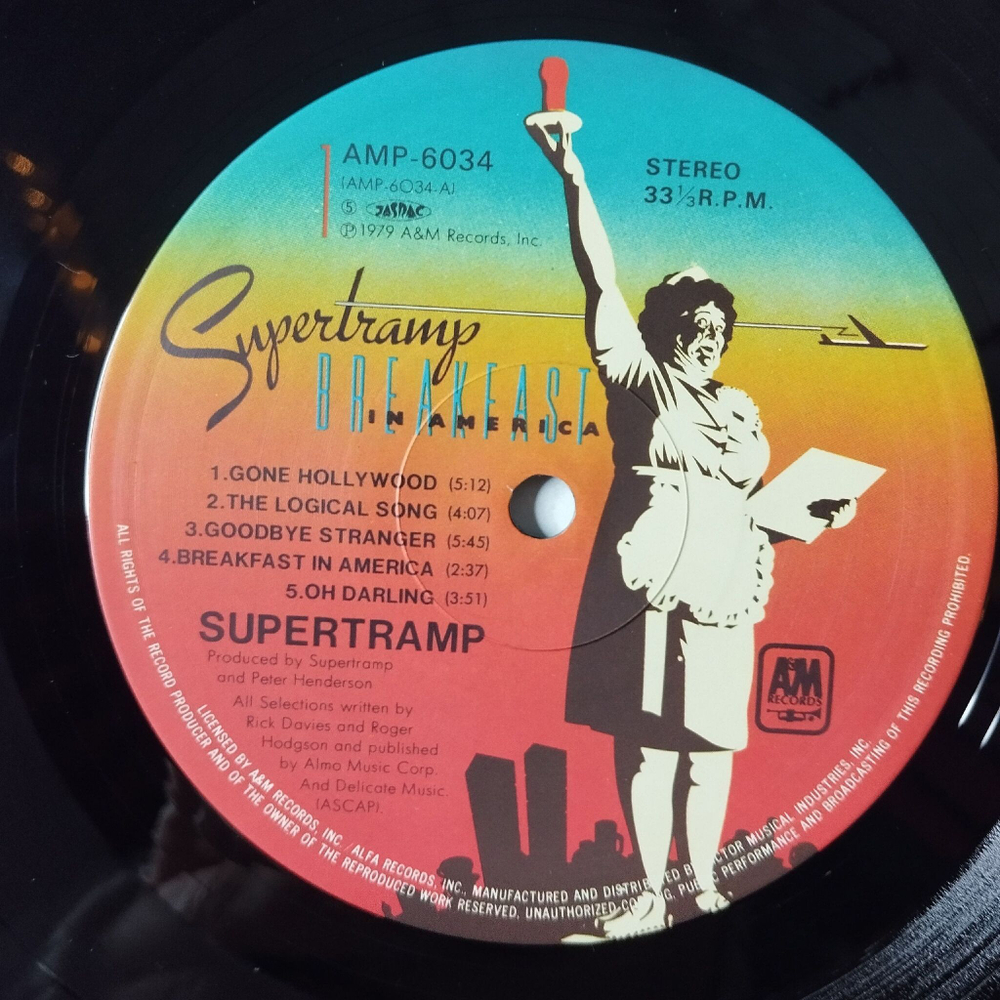 AMP-6034
(AMP-6034-A)
Ⓢ JASRAC
Ⓟ1979 A&M Records, Inc.
STEREO
33⅓R.P.M.
Supertramp
BREAKFAST
IN AMERICA
1.GONE HOLLYWOOD (5:12)
2.THE LOGICAL SONG (4:07)
3.GOODBYE STRANGER (5:45)
4.BREAKFAST IN AMERICA (2:37)
5.OH DARLING (3:51)
SUPERTRAMP
Produced by Supertramp
and Peter Henderson
All Selections written by
Rick Davies and Roger
Hodgson and published
by Almo Music Corp.
And Delicate Music.
(ASCAP).
A&M
RECORDS
ALL RIGHTS OF THE RECORD PRODUCER AND OF THE OWNER OF THE REPRODUCED WORK RESERVED. UNAUTHORIZED PUBLIC PERFORMANCE AND BROADCASTING OF THIS RECORDING PROHIBITED.
LICENSED BY A&M RECORDS, INC./ALFA RECORDS, INC., MANUFACTURED AND DISTRIBUTED BY VICTOR MUSICAL INDUSTRIES, INC.